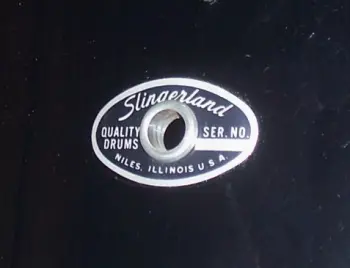 Slingerland
QUALITY SER. NO.
DRUMS
NILES, ILLINOIS U S A.